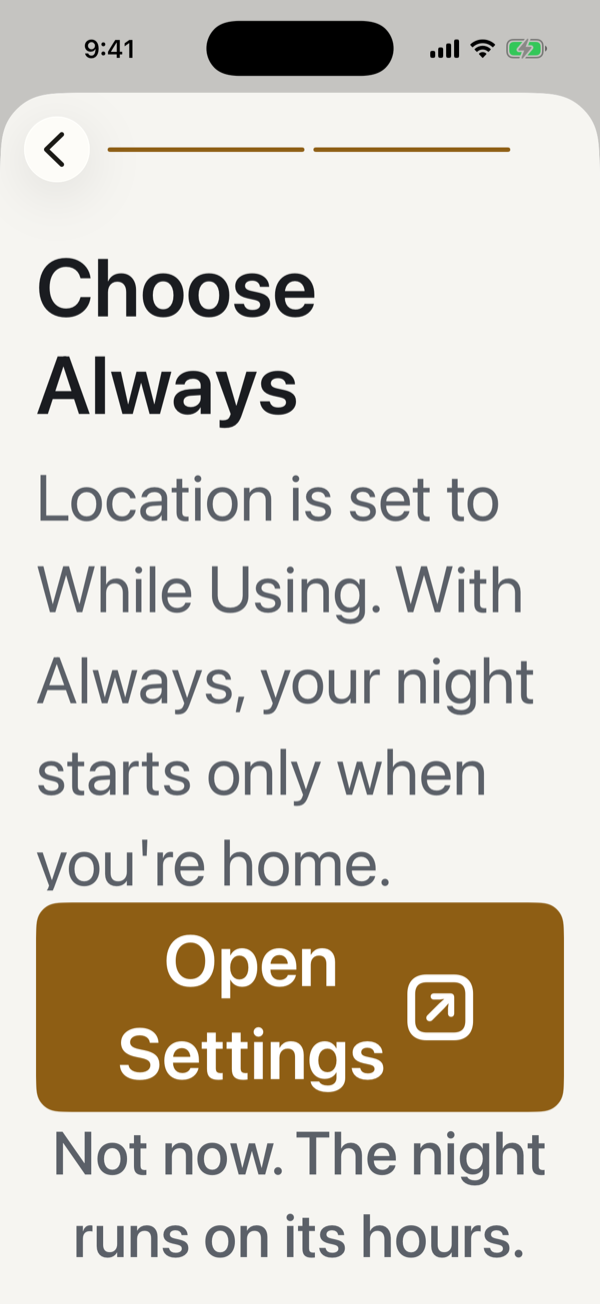 9:41
Choose
Always
Location is set to
While Using. With
Always, your night
starts only when
you're home.
Open
Settings
Not now. The night
runs on its hours.